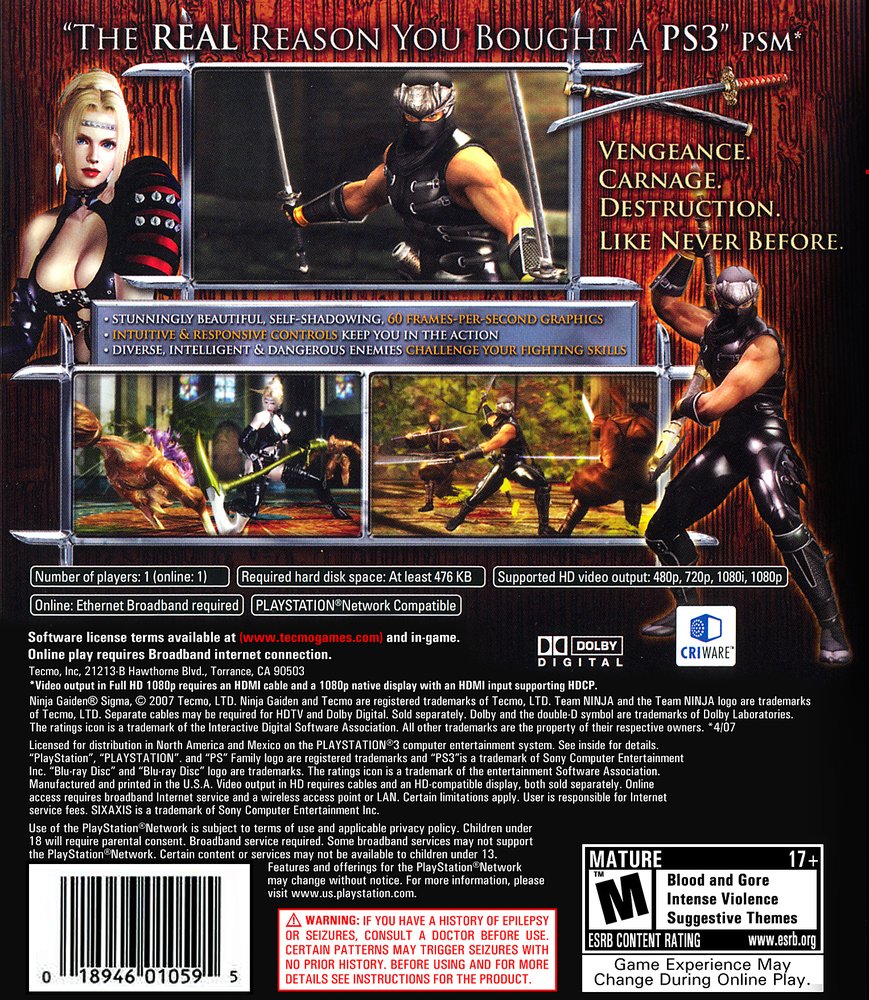 "THE REAL REASON YOU BOUGHT A PS3" PSM*
VENGEANCE.
CARNAGE.
DESTRUCTION.
LIKE NEVER BEFORE.
• STUNNINGLY BEAUTIFUL, SELF-SHADOWING, 60 FRAMES-PER-SECOND GRAPHICS
• INTUITIVE & RESPONSIVE CONTROLS KEEP YOU IN THE ACTION
• DIVERSE, INTELLIGENT & DANGEROUS ENEMIES CHALLENGE YOUR FIGHTING SKILLS
Number of players: 1 (online: 1)
Required hard disk space: At least 476 KB
Supported HD video output: 480p, 720p, 1080i, 1080p
Online: Ethernet Broadband required
PLAYSTATION®Network Compatible
Software license terms available at (www.tecmogames.com) and in-game.
Online play requires Broadband internet connection.
DOLBY
DIGITAL
CRIWARE™
Tecmo, Inc, 21213-B Hawthorne Blvd., Torrance, CA 90503
*Video output in Full HD 1080p requires an HDMI cable and a 1080p native display with an HDMI input supporting HDCP.
Ninja Gaiden® Sigma, © 2007 Tecmo, LTD. Ninja Gaiden and Tecmo are registered trademarks of Tecmo, LTD. Team NINJA and the Team NINJA logo are trademarks
of Tecmo, LTD. Separate cables may be required for HDTV and Dolby Digital. Sold separately. Dolby and the double-D symbol are trademarks of Dolby Laboratories.
The ratings icon is a trademark of the Interactive Digital Software Association. All other trademarks are the property of their respective owners. *4/07
Licensed for distribution in North America and Mexico on the PLAYSTATION®3 computer entertainment system. See inside for details.
"PlayStation", "PLAYSTATION". and "PS" Family logo are registered trademarks and "PS3"is a trademark of Sony Computer Entertainment
Inc. "Blu-ray Disc" and "Blu-ray Disc" logo are trademarks. The ratings icon is a trademark of the entertainment Software Association.
Manufactured and printed in the U.S.A. Video output in HD requires cables and an HD-compatible display, both sold separately. Online
access requires broadband Internet service and a wireless access point or LAN. Certain limitations apply. User is responsible for Internet
service fees. SIXAXIS is a trademark of Sony Computer Entertainment Inc.
Use of the PlayStation®Network is subject to terms of use and applicable privacy policy. Children under
18 will require parental consent. Broadband service required. Some broadband services may not support
the PlayStation®Network. Certain content or services may not be available to children under 13.
Features and offerings for the PlayStation®Network
may change without notice. For more information, please
visit www.us.playstation.com.
WARNING: IF YOU HAVE A HISTORY OF EPILEPSY
OR SEIZURES, CONSULT A DOCTOR BEFORE USE.
CERTAIN PATTERNS MAY TRIGGER SEIZURES WITH
NO PRIOR HISTORY. BEFORE USING AND FOR MORE
DETAILS SEE INSTRUCTIONS FOR THE PRODUCT.
0 18946 01059 5
MATURE 17+
M™
Blood and Gore
Intense Violence
Suggestive Themes
ESRB CONTENT RATING www.esrb.org
Game Experience May
Change During Online Play.